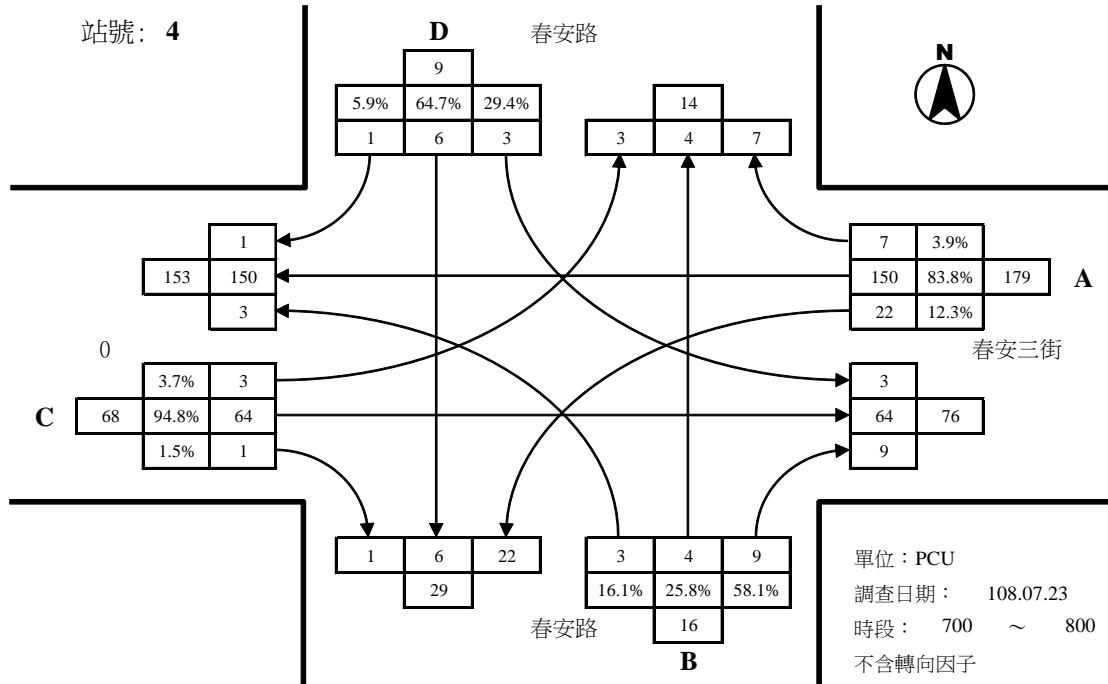 站號: 4
D
春安路
N
9
5.9% 64.7% 29.4%
1 6 3
14
3 4 7
1
153 150
3
7 3.9%
150 83.8% 179
22 12.3%
A
0
春安三街
3.7% 3
C
68 94.8% 64
1.5% 1
3
64 76
9
1 6 22
29
3 4 9
16.1% 25.8% 58.1%
16
春安路
B
單位：PCU
調查日期： 108.07.23
時段： 700 ～ 800
不含轉向因子